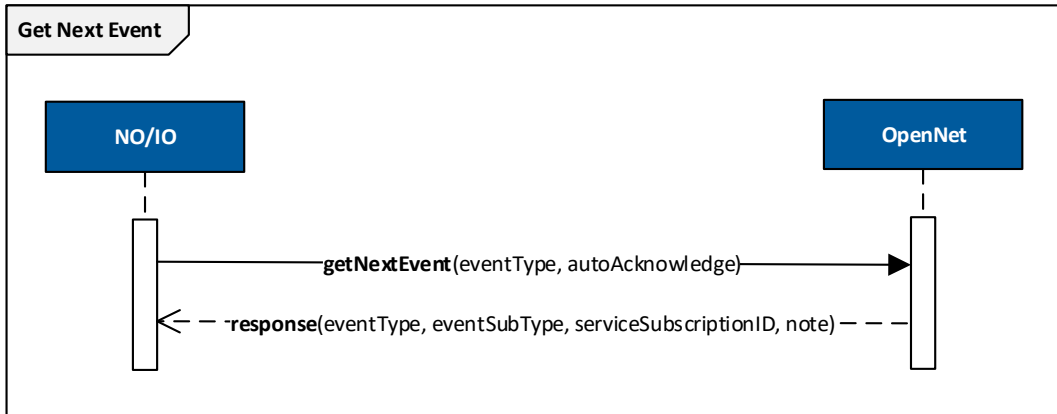 Get Next Event
NO/IO
OpenNet
getNextEvent(eventType, autoAcknowledge)
response(eventType, eventSubType, serviceSubscriptionID, note)